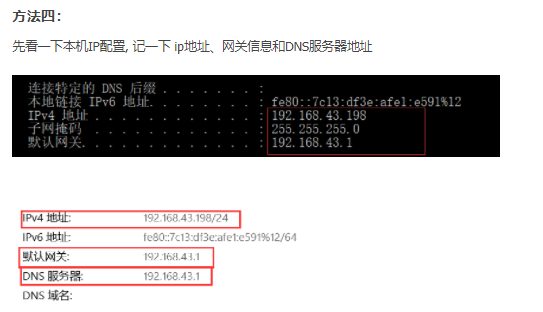 方法四：
先看一下本机IP配置, 记一下 ip地址、网关信息和DNS服务器地址
连接特定的 DNS 后缀 . . . . . . . :
本地链接 IPv6 地址. . . . . . . . : fe80::7c13:df3e:afe1:e591%12
IPv4 地址 . . . . . . . . . . . . : 192.168.43.198
子网掩码 . . . . . . . . . . . . : 255.255.255.0
默认网关. . . . . . . . . . . . . : 192.168.43.1
IPv4 地址: 192.168.43.198/24
IPv6 地址: fe80::7c13:df3e:afe1:e591%12/64
默认网关: 192.168.43.1
DNS 服务器: 192.168.43.1
DNS 域名: